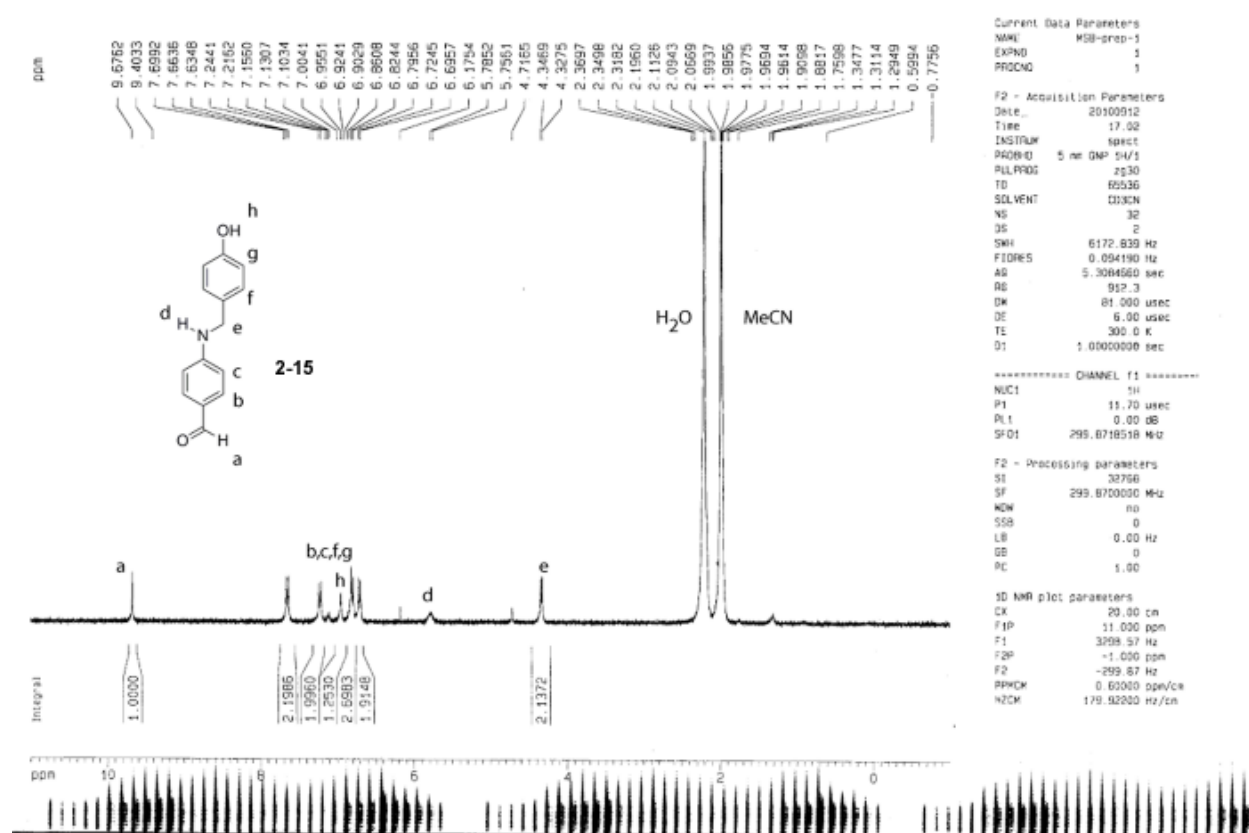 ppm
9.6762
9.4033
7.6992
7.6636
7.6348
7.2441
7.2152
7.1560
7.1307
7.1034
7.0041
6.9551
6.9241
6.9029
6.8608
6.8244
6.7956
6.7245
6.6957
6.1754
5.7852
5.7561
4.7165
4.3469
4.3275
2.3697
2.3498
2.3182
2.1960
2.1126
2.0943
2.0669
1.9937
1.9856
1.9775
1.9694
1.9614
1.9098
1.8817
1.7598
1.3477
1.3114
1.2949
0.5994
-0.7756
h
OH
g
f
d
H
N
e
c
2-15
b
O
H
a
H2O
MeCN
a
b,c,f,g
h
d
e
Integral
1.0000
2.1986
1.9960
1.2530
2.6983
1.9148
2.1372
ppm
10
8
6
4
2
0
Current Data Parameters
NAME MSB-prep-1
EXPNO 1
PROCNO 1
F2 - Acquisition Parameters
Date_ 20100912
Time 17.02
INSTRUM spect
PROBHD 5 mm QNP 1H/1
PULPROG zg30
TD 65536
SOLVENT CD3CN
NS 32
DS 2
SWH 6172.839 Hz
FIDRES 0.094190 Hz
AQ 5.3084660 sec
RG 912.3
DW 81.000 usec
DE 6.00 usec
TE 300.0 K
D1 1.00000000 sec
============ CHANNEL f1 ========
NUC1 1H
P1 11.70 usec
PL1 0.00 dB
SFO1 299.8718518 MHz
F2 - Processing parameters
SI 32768
SF 299.8700000 MHz
WDW no
SSB 0
LB 0.00 Hz
GB 0
PC 1.00
1D NMR plot parameters
CX 20.00 cm
F1P 11.000 ppm
F1 3298.57 Hz
F2P -1.000 ppm
F2 -299.87 Hz
PPMCM 0.60000 ppm/cm
HZCM 179.92200 Hz/cm